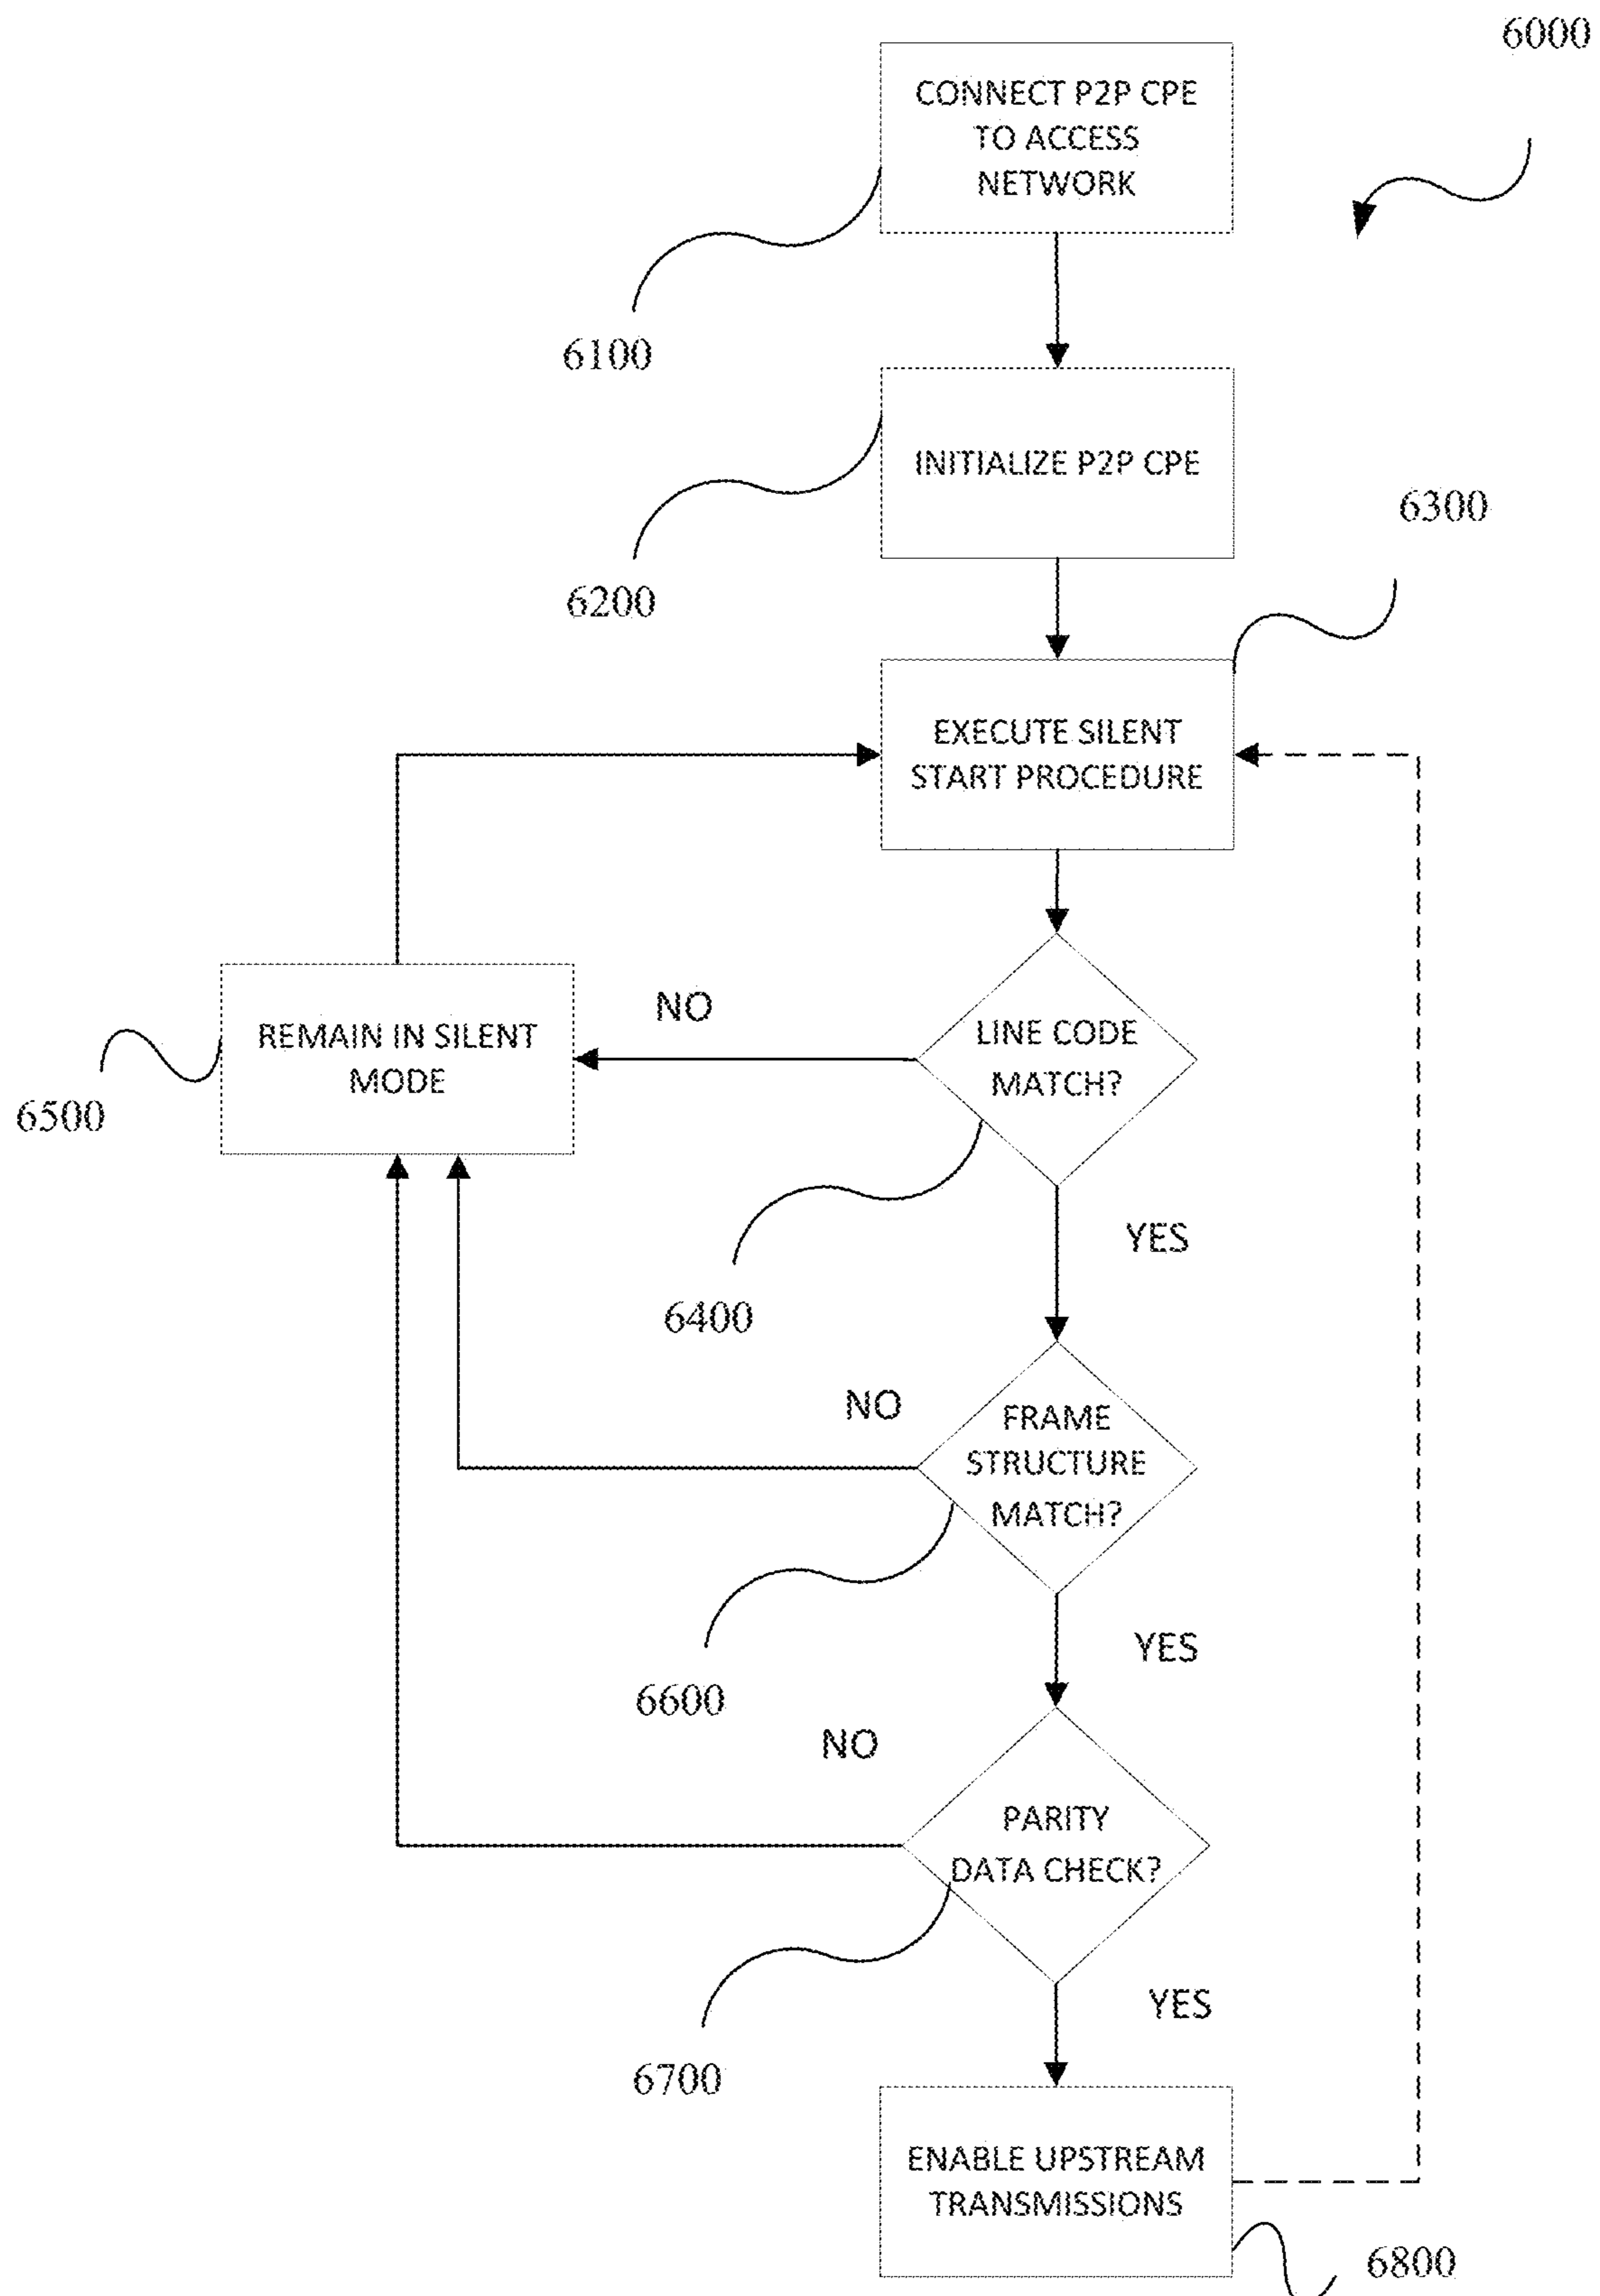 6000
CONNECT P2P CPE
TO ACCESS
NETWORK
6100
INITIALIZE P2P CPE
6200
6300
EXECUTE SILENT
START PROCEDURE
REMAIN IN SILENT
MODE
6500
NO
LINE CODE
MATCH?
6400
YES
NO
FRAME
STRUCTURE
MATCH?
6600
YES
NO
PARITY
DATA CHECK?
6700
YES
ENABLE UPSTREAM
TRANSMISSIONS
6800